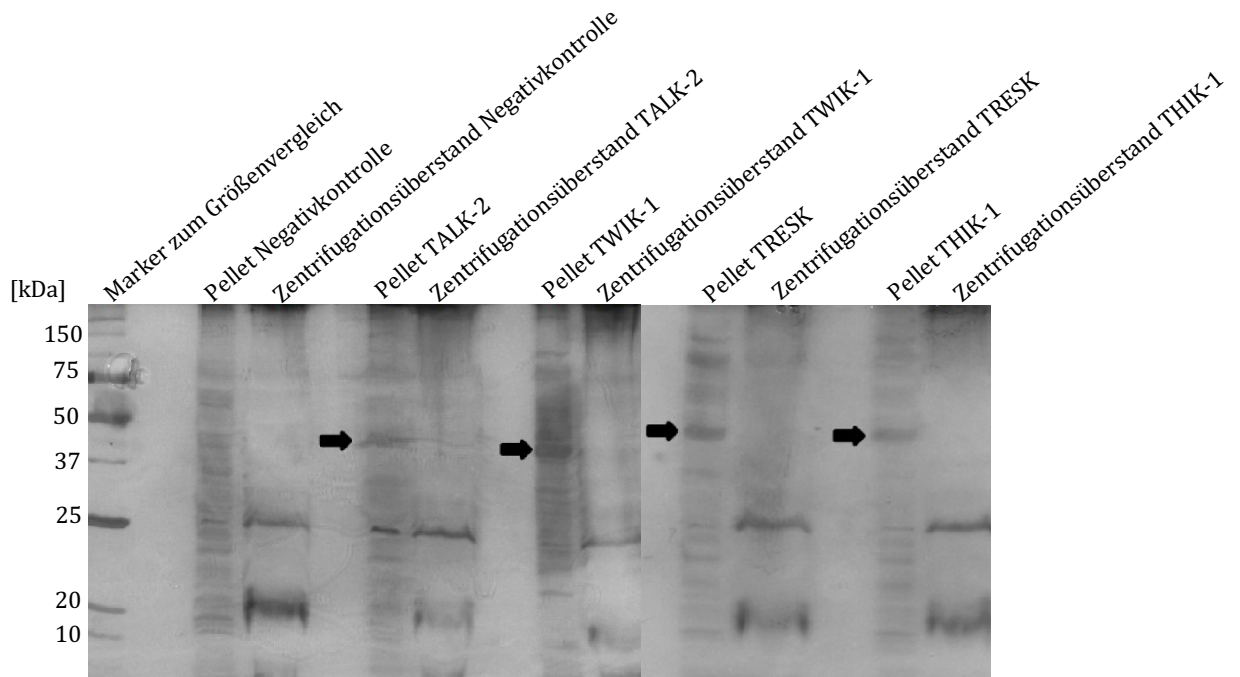 Marker zum Größenvergleich
Pellet Negativkontrolle
Zentrifugationsüberstand Negativkontrolle
Pellet TALK-2
Zentrifugationsüberstand TALK-2
Pellet TWIK-1
Zentrifugationsüberstand TWIK-1
Pellet TRESK
Zentrifugationsüberstand TRESK
Pellet THIK-1
Zentrifugationsüberstand THIK-1
[kDa]
150
75
50
37
25
20
10